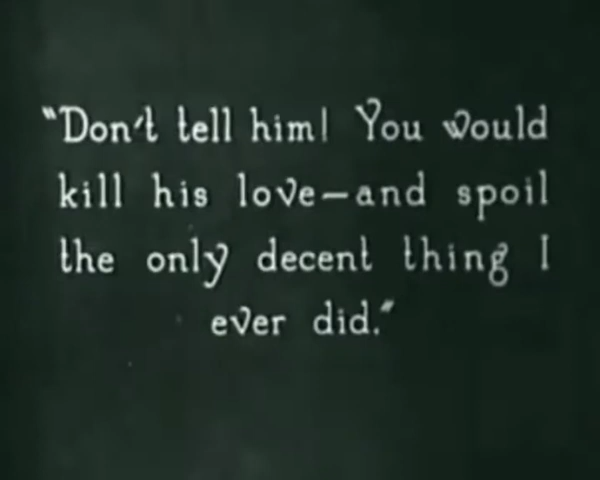 "Don't tell him! You would
kill his love—and spoil
the only decent thing I
ever did."